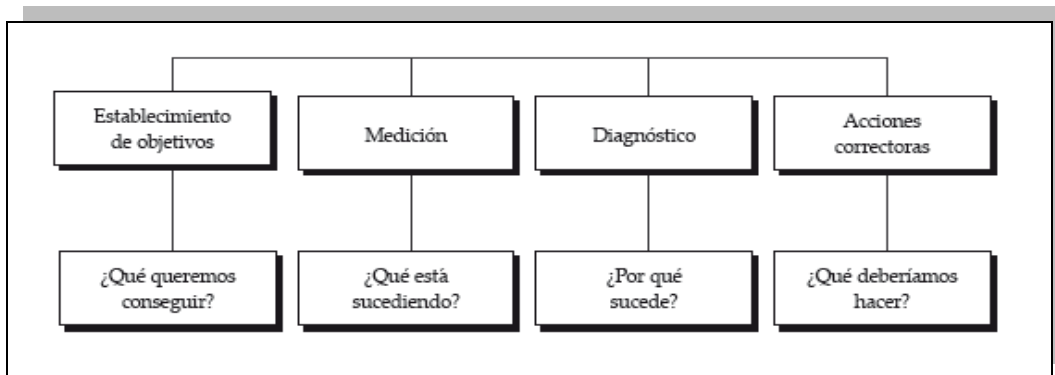 Establecimiento
de objetivos
Medición
Diagnóstico
Acciones
correctoras
¿Qué queremos
conseguir?
¿Qué está
sucediendo?
¿Por qué
sucede?
¿Qué deberíamos
hacer?